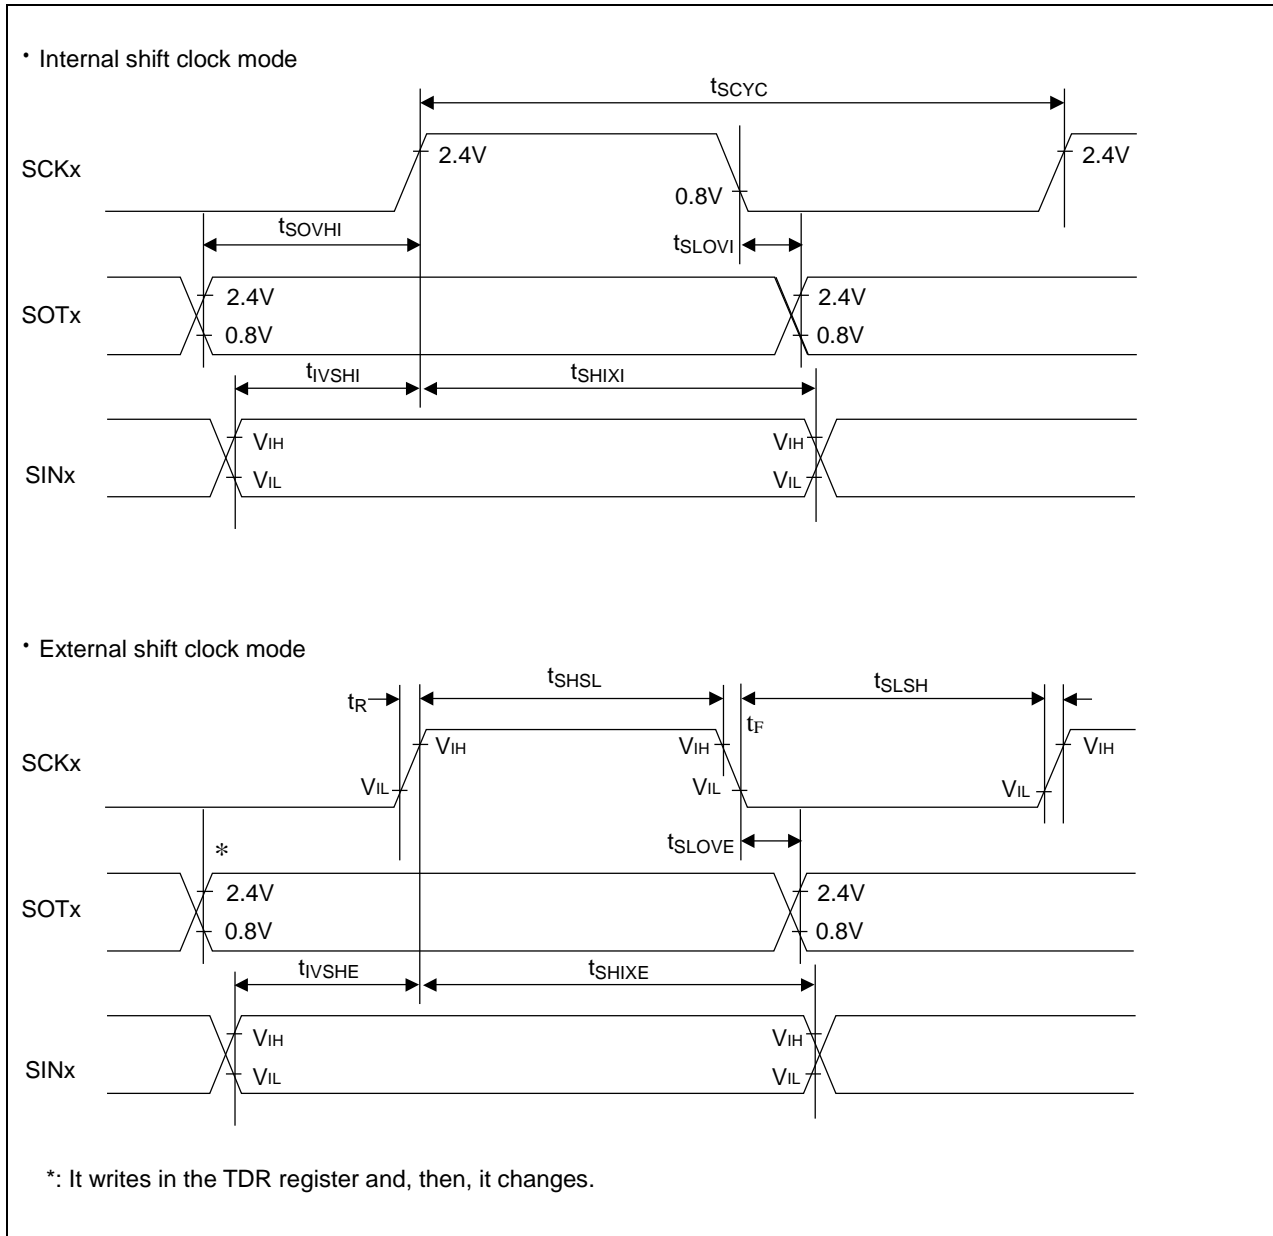 ・Internal shift clock mode
tSCYC
SCKx
2.4V
0.8V
2.4V
tSOVHI
tSLOVI
SOTx
2.4V
0.8V
2.4V
0.8V
tIVSHI
tSHIXI
SINx
VIH
VIL
VIH
VIL
・External shift clock mode
tR
tSHSL
tF
tSLSH
SCKx
VIL
VIH
VIH
VIL
VIL
VIH
tSLOVE
*
SOTx
2.4V
0.8V
2.4V
0.8V
tIVSHE
tSHIXE
SINx
VIH
VIL
VIH
VIL
*: It writes in the TDR register and, then, it changes.